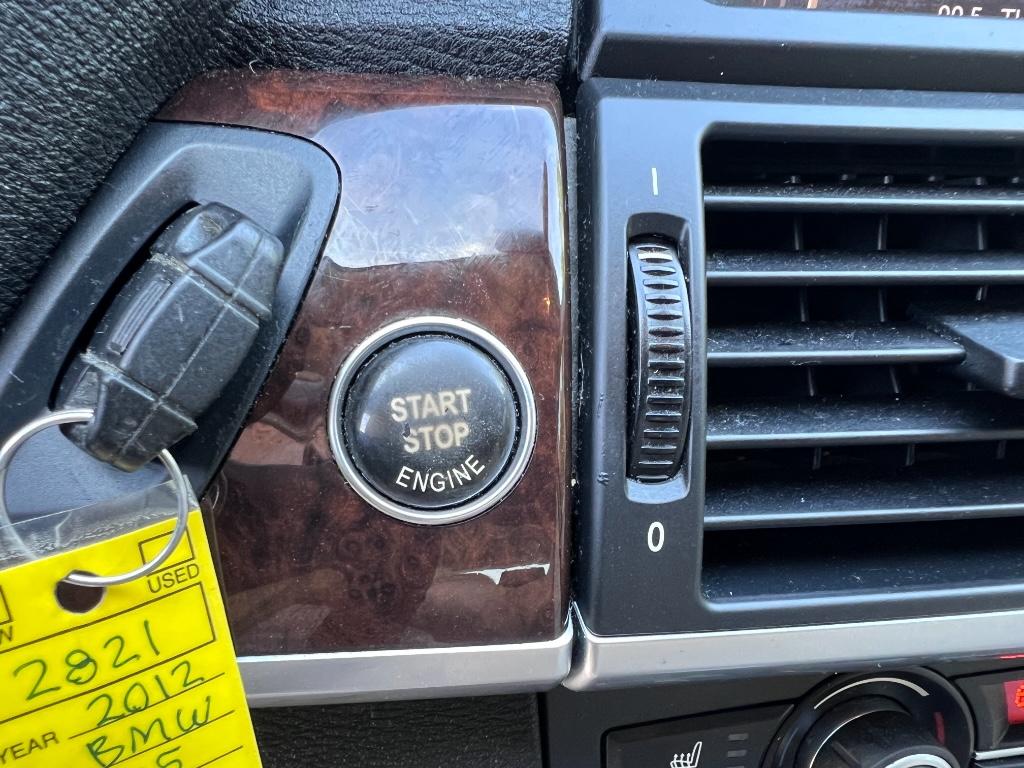 START
STOP
ENGINE
I
0
USED
2821
YEAR 2012
BMW